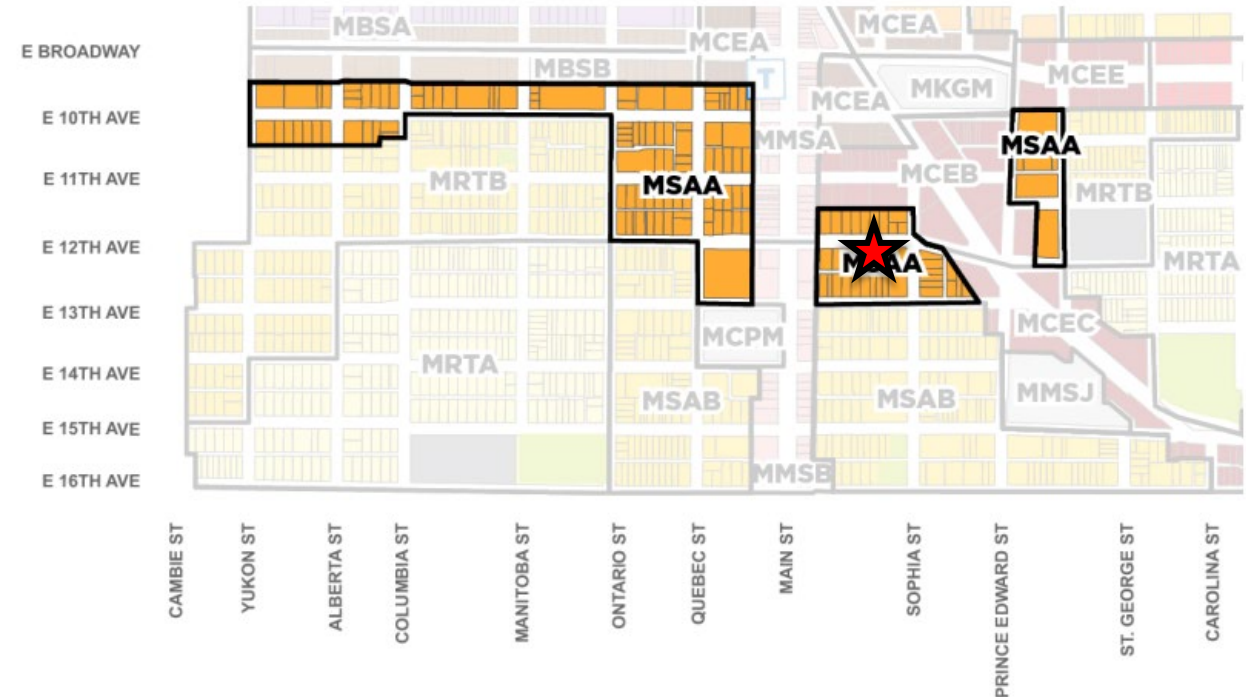 MBSA
MCEA
MCEA
E BROADWAY
MBSB
T
MCEE
MKGM
MCEA
E 10TH AVE
MMSA
MSAA
MCEB
E 11TH AVE
MRTB
MSAA
MRTB
E 12TH AVE
MRTA
E 13TH AVE
MCPM
MCEC
MRTA
E 14TH AVE
MSAB
MSAB
MMSJ
E 15TH AVE
MMSB
E 16TH AVE
CAMBIE ST
YUKON ST
ALBERTA ST
COLUMBIA ST
MANITOBA ST
ONTARIO ST
QUEBEC ST
MAIN ST
SOPHIA ST
PRINCE EDWARD ST
ST. GEORGE ST
CAROLINA ST